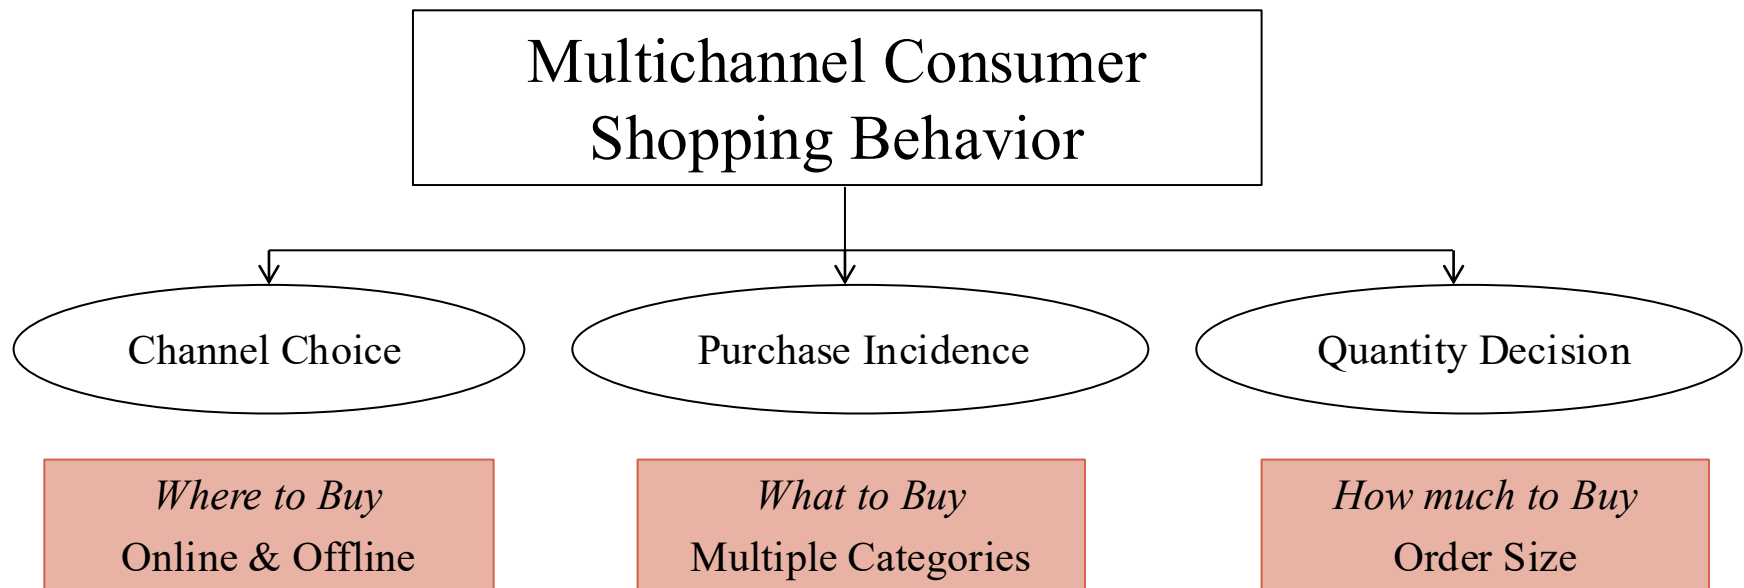 Multichannel Consumer
Shopping Behavior
Channel Choice
Purchase Incidence
Quantity Decision
Where to Buy
Online & Offline
What to Buy
Multiple Categories
How much to Buy
Order Size